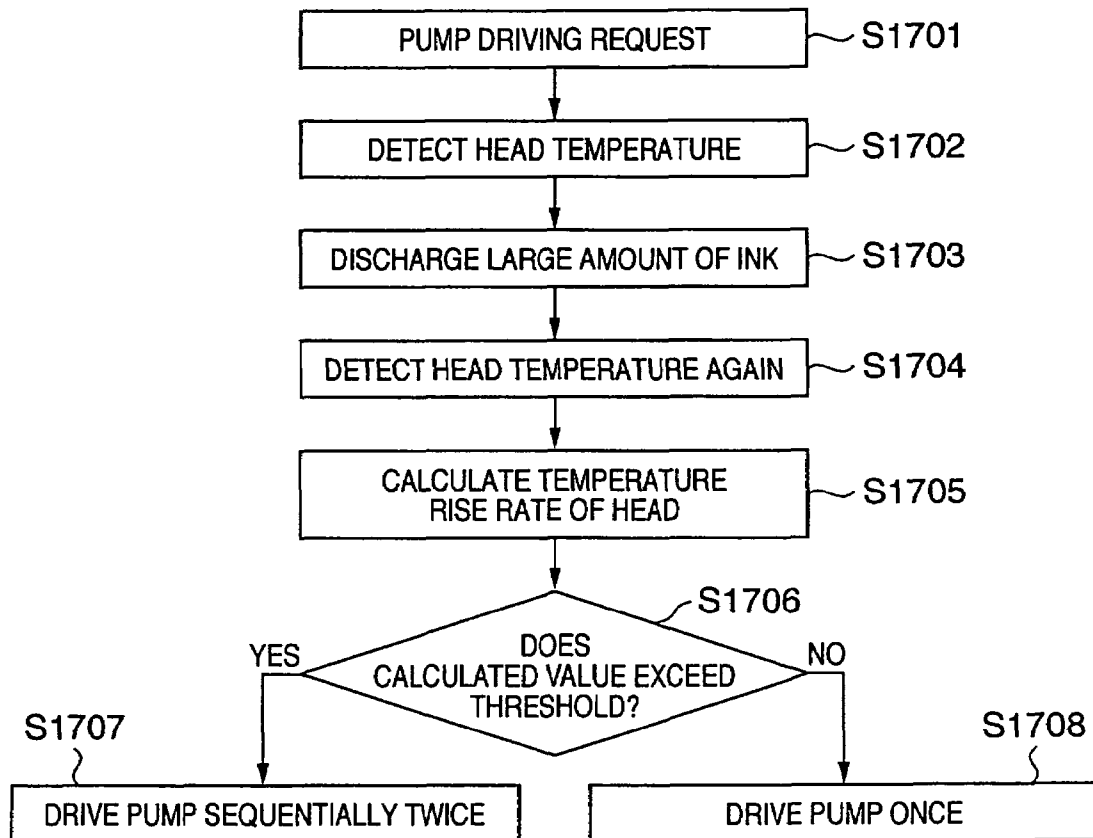 PUMP DRIVING REQUEST
S1701
DETECT HEAD TEMPERATURE
S1702
DISCHARGE LARGE AMOUNT OF INK
S1703
DETECT HEAD TEMPERATURE AGAIN
S1704
CALCULATE TEMPERATURE
RISE RATE OF HEAD
S1705
S1706
DOES
CALCULATED VALUE EXCEED
THRESHOLD?
YES
NO
S1707
DRIVE PUMP SEQUENTIALLY TWICE
S1708
DRIVE PUMP ONCE